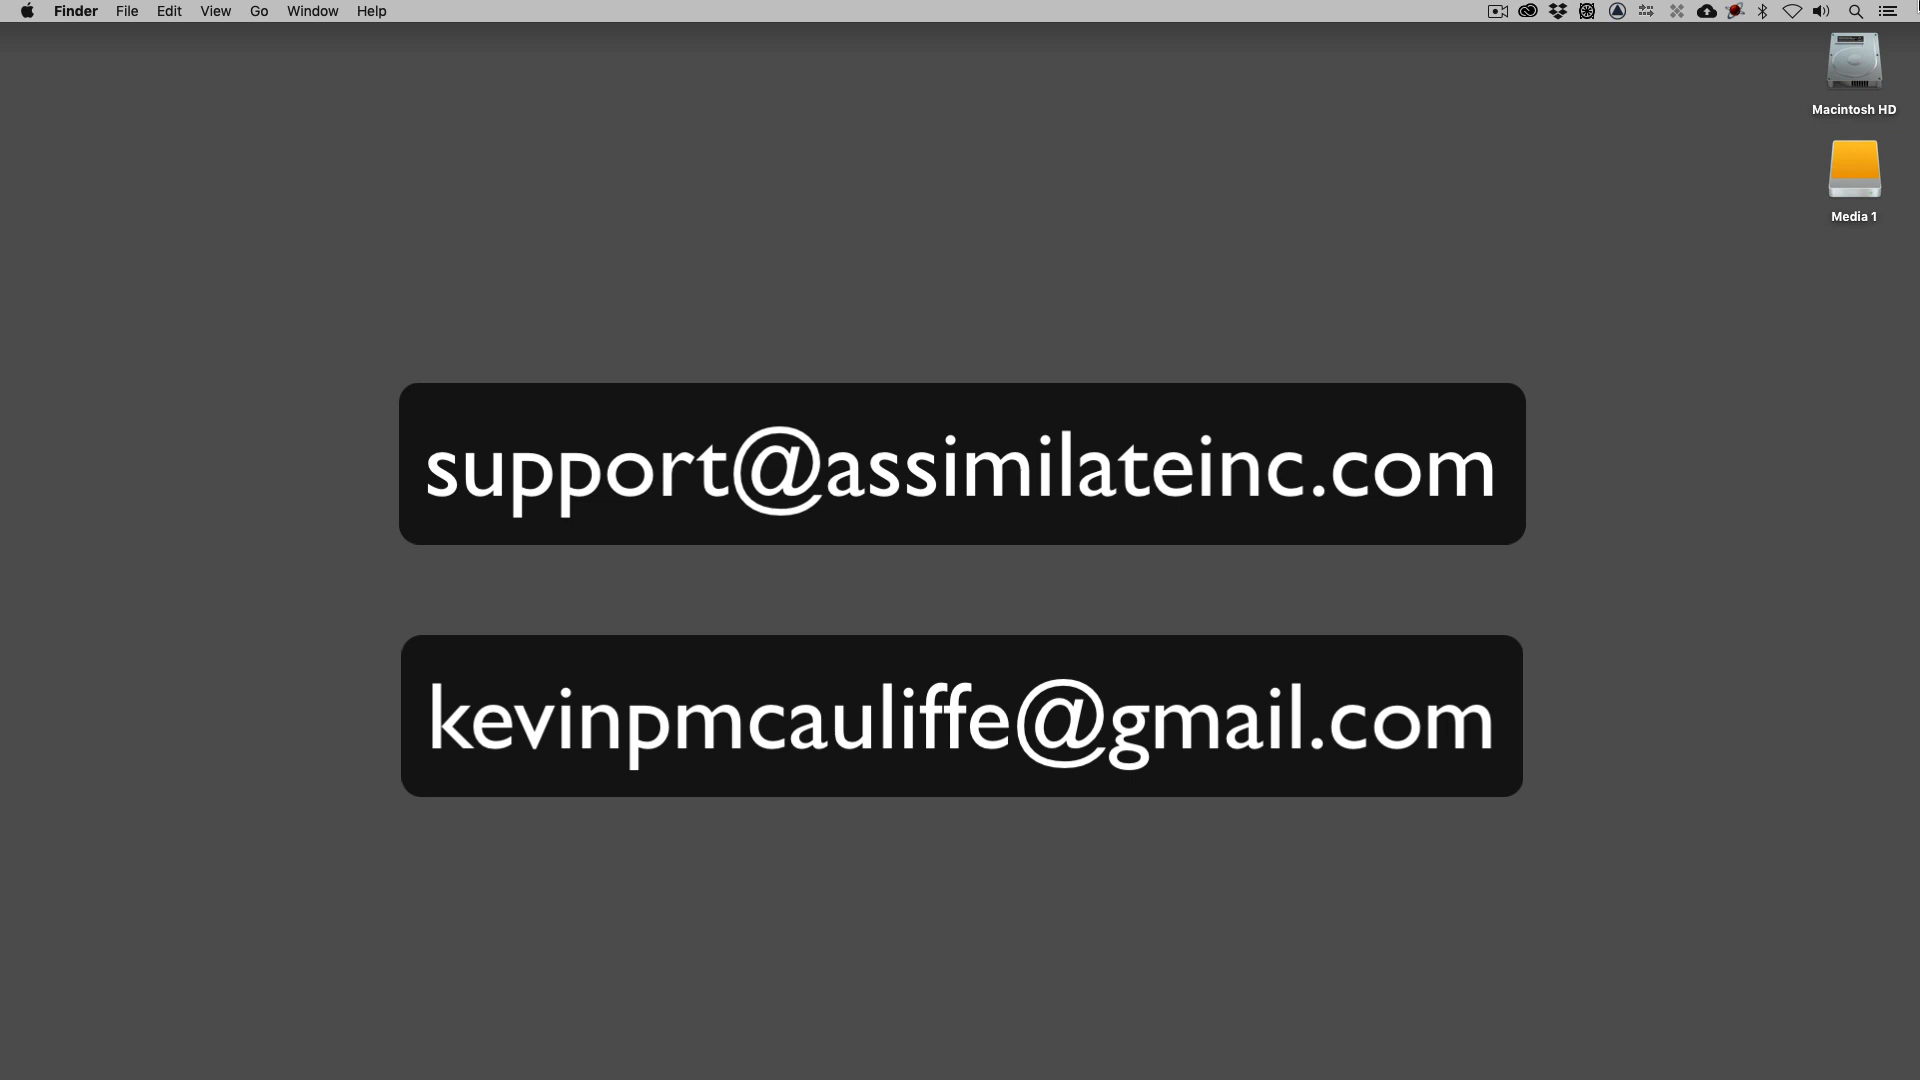 Finder File Edit View Go Window Help
Macintosh HD
Media 1
support@assimilateinc.com
kevinpmcauliffe@gmail.com